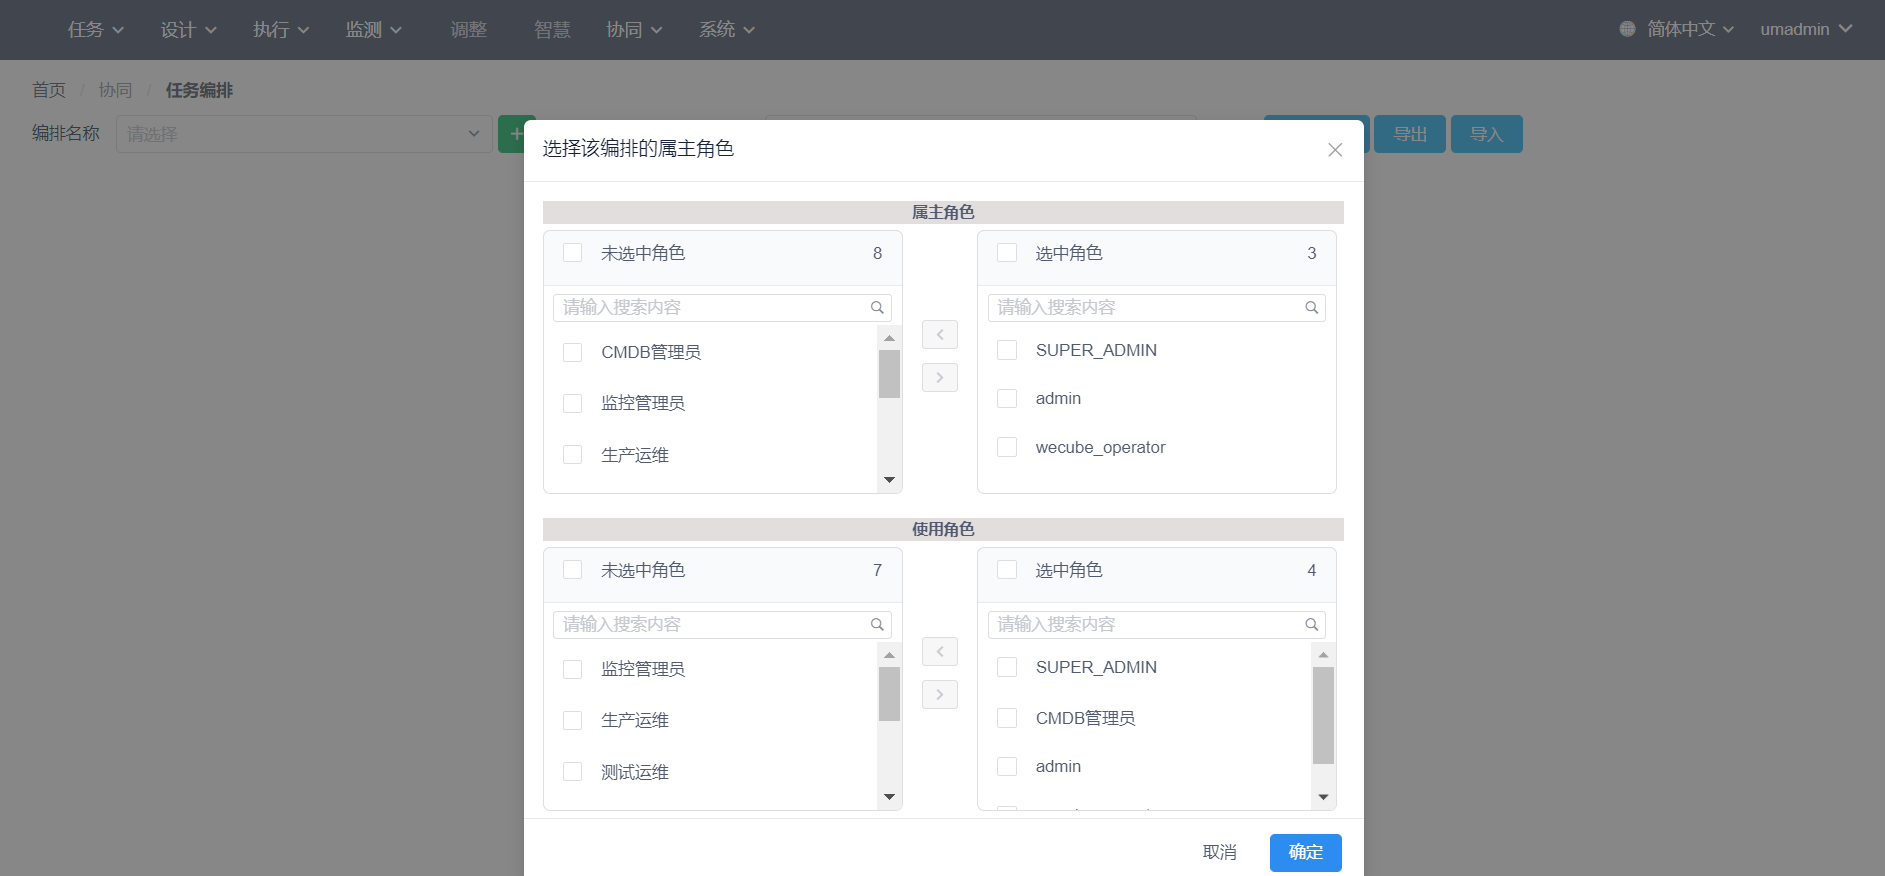 任务 设计 执行 监测 调整 智慧 协同 系统 简体中文 umadmin
首页 / 协同 / 任务编排
编排名称 请选择 + 导出 导入
选择该编排的属主角色
属主角色
未选中角色 8
请输入搜索内容
CMDB管理员
监控管理员
生产运维
选中角色 3
请输入搜索内容
SUPER_ADMIN
admin
wecube_operator
使用角色
未选中角色 7
请输入搜索内容
监控管理员
生产运维
测试运维
选中角色 4
请输入搜索内容
SUPER_ADMIN
CMDB管理员
admin
取消 确定